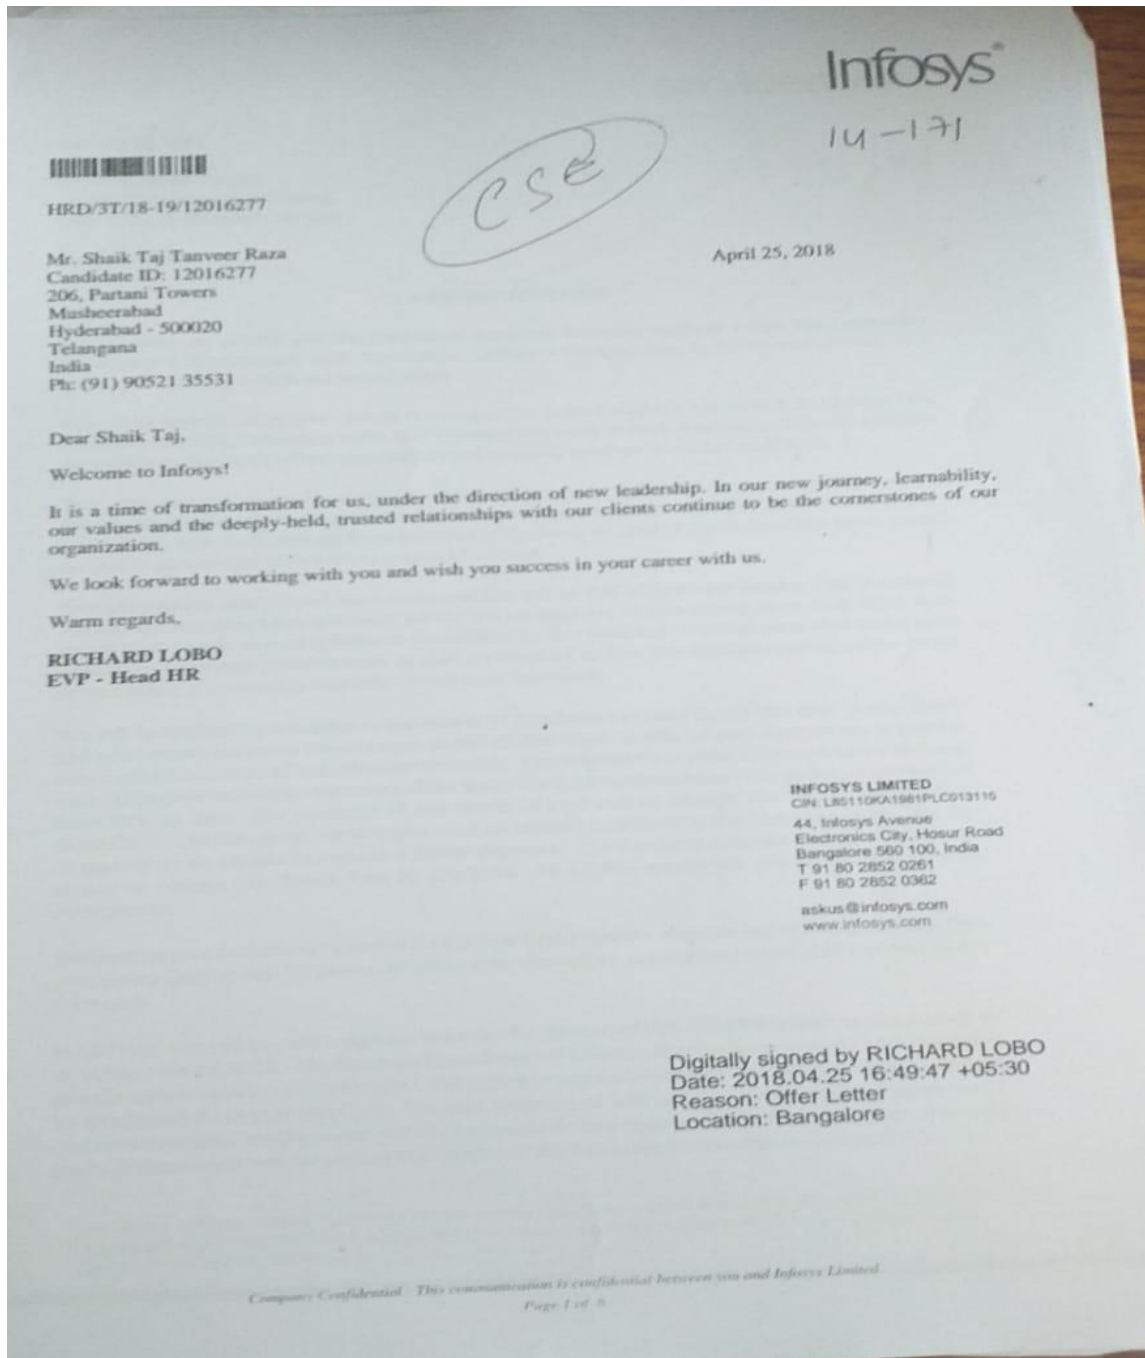 Infosys®
14-171
CSE
HRD/3T/18-19/12016277
Mr. Shaik Taj Tanveer Raza
April 25, 2018
Candidate ID: 12016277
206, Partani Towers
Musheerabad
Hyderabad - 500020
Telangana
India
Ph: (91) 90521 35531
Dear Shaik Taj,
Welcome to Infosys!
It is a time of transformation for us, under the direction of new leadership. In our new journey, learnability,
our values and the deeply-held, trusted relationships with our clients continue to be the cornerstones of our
organization.
We look forward to working with you and wish you success in your career with us.
Warm regards,
RICHARD LOBO
EVP - Head HR
INFOSYS LIMITED
CIN: L85110KA1981PLC013115
44, Infosys Avenue
Electronics City, Hosur Road
Bangalore 560 100, India
T 91 80 2852 0261
F 91 80 2852 0362
askus@infosys.com
www.infosys.com
Digitally signed by RICHARD LOBO
Date: 2018.04.25 16:49:47 +05:30
Reason: Offer Letter
Location: Bangalore
Company Confidential This communication is confidential between you and Infosys Limited
Page 1 of